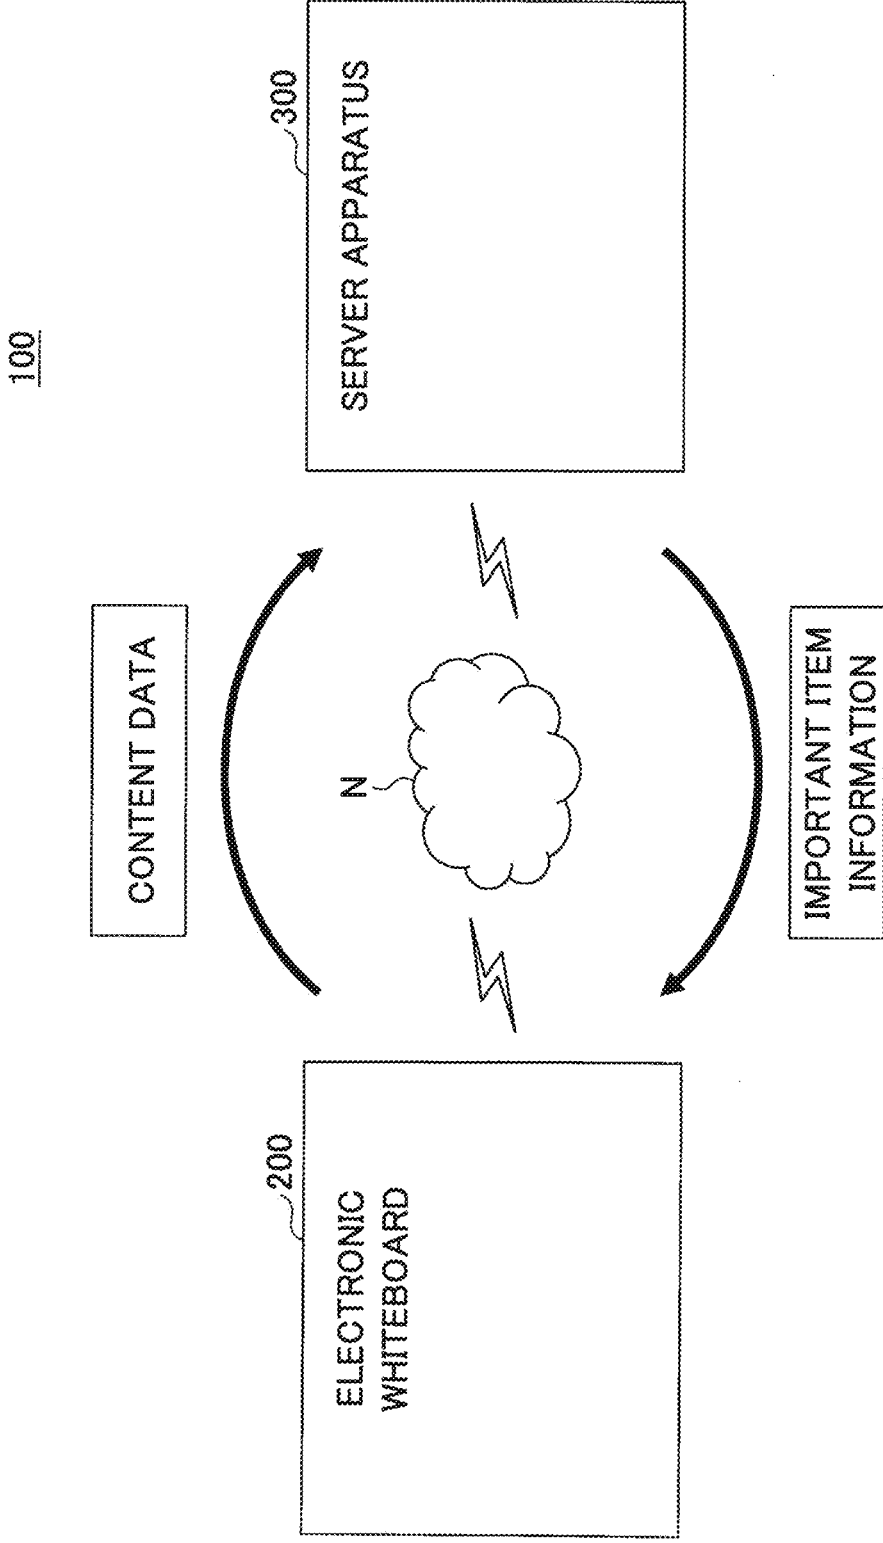 100
CONTENT DATA
200
ELECTRONIC
WHITEBOARD
N
300
SERVER APPARATUS
IMPORTANT ITEM
INFORMATION